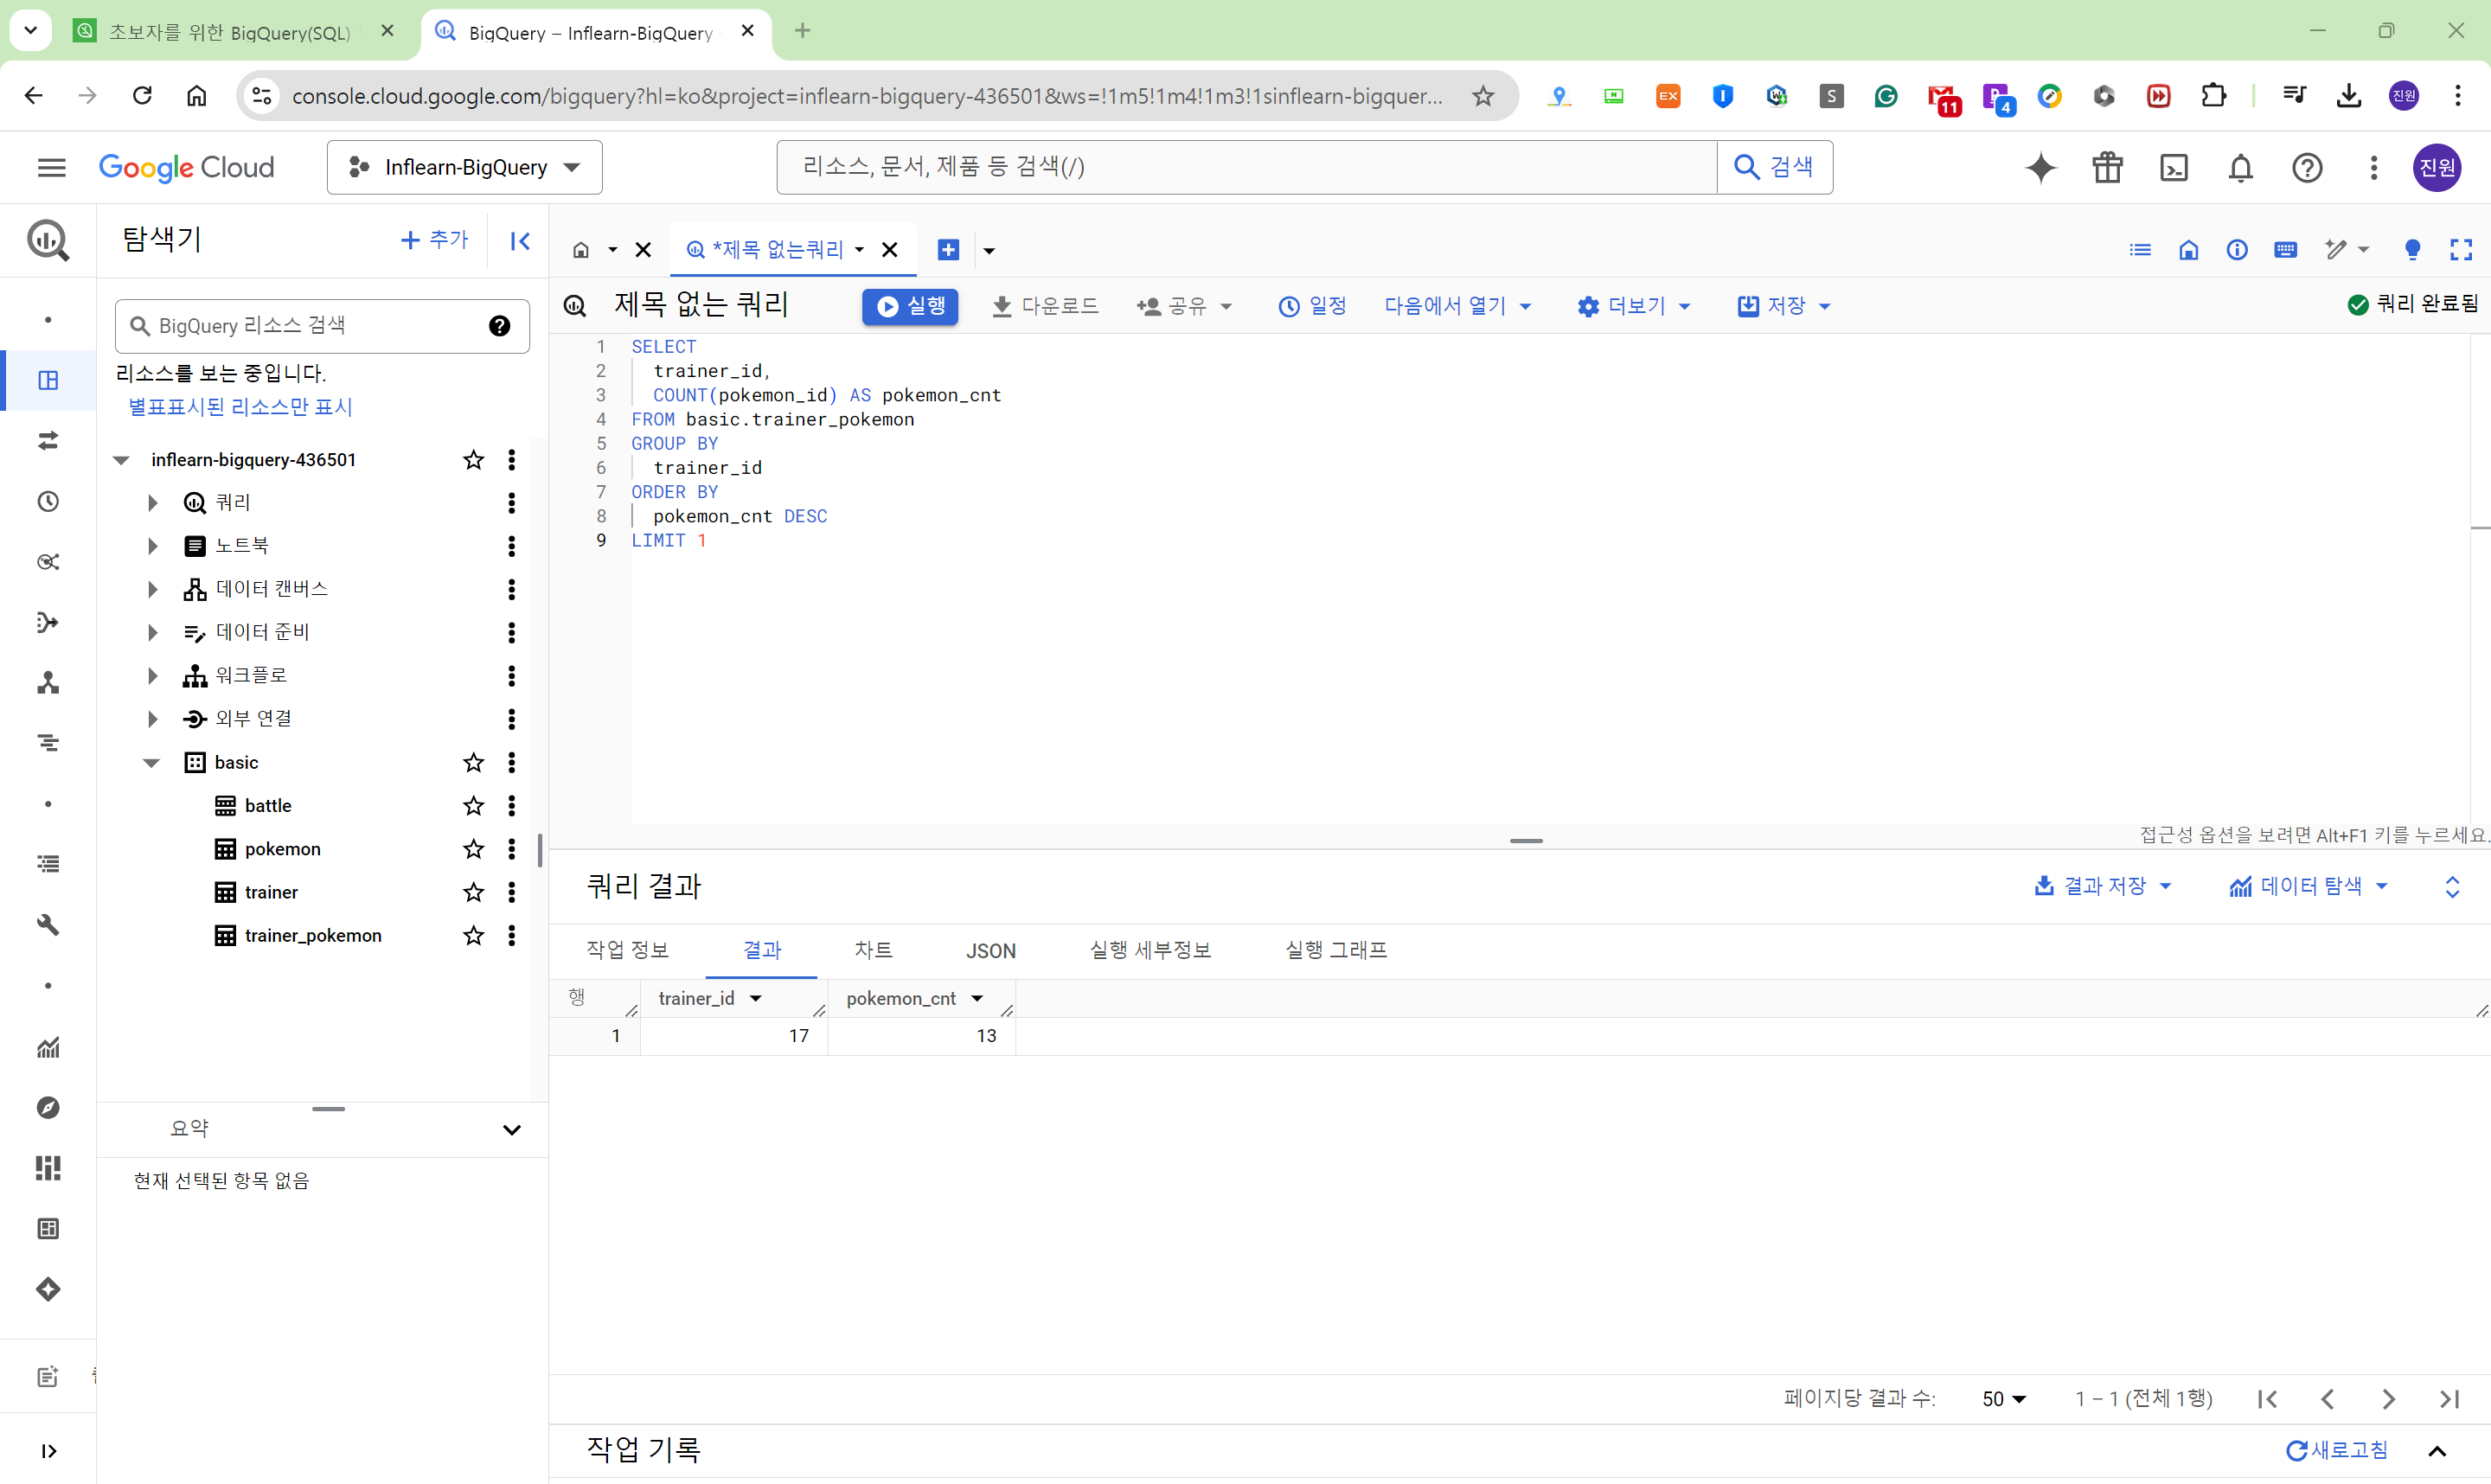 초보자를 위한 BigQuery(SQL)
BigQuery – Inflearn-BigQuery
console.cloud.google.com/bigquery?hl=ko&project=inflearn-bigquery-436501&ws=!1m5!1m4!1m3!1sinflearn-bigquer...
EX
S
11
4
진원
Google Cloud
Inflearn-BigQuery
리소스, 문서, 제품 등 검색(/)
검색
진원
탐색기
추가
*제목 없는쿼리
BigQuery 리소스 검색
리소스를 보는 중입니다.
별표표시된 리소스만 표시
inflearn-bigquery-436501
쿼리
노트북
데이터 캔버스
데이터 준비
워크플로
외부 연결
basic
battle
pokemon
trainer
trainer_pokemon
요약
현재 선택된 항목 없음
제목 없는 쿼리
실행
다운로드
공유
일정
다음에서 열기
더보기
저장
쿼리 완료됨
1 SELECT
2 trainer_id,
3 COUNT(pokemon_id) AS pokemon_cnt
4 FROM basic.trainer_pokemon
5 GROUP BY
6 trainer_id
7 ORDER BY
8 pokemon_cnt DESC
9 LIMIT 1
접근성 옵션을 보려면 Alt+F1 키를 누르세요.
쿼리 결과
결과 저장
데이터 탐색
작업 정보
결과
차트
JSON
실행 세부정보
실행 그래프
행 trainer_id pokemon_cnt
1 17 13
페이지당 결과 수: 50 1 – 1 (전체 1행)
작업 기록
새로고침